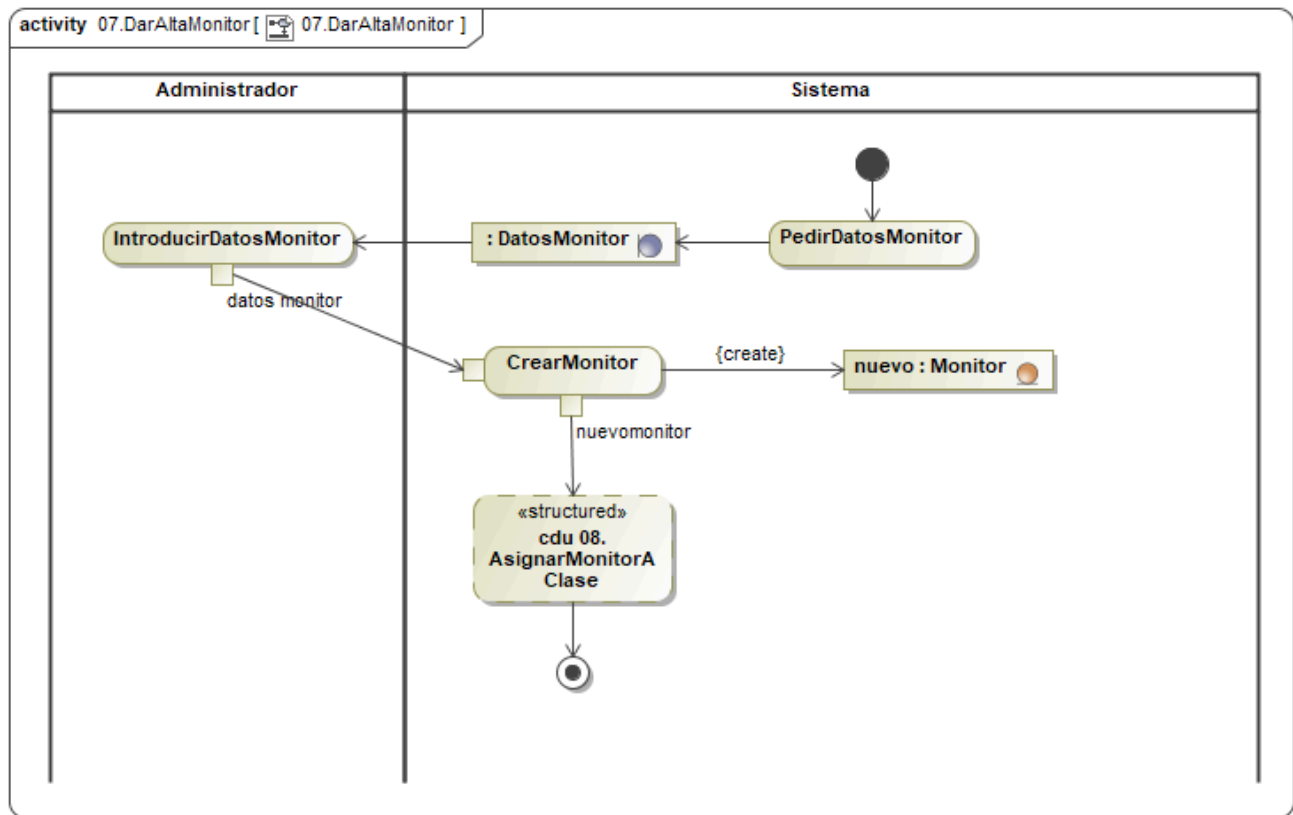 activity 07.DarAltaMonitor [ 07.DarAltaMonitor ]
Administrador
Sistema
IntroducirDatosMonitor
: DatosMonitor
PedirDatosMonitor
datos monitor
CrearMonitor
{create}
nuevo : Monitor
nuevomonitor
«structured»
cdu 08.
AsignarMonitorA
Clase